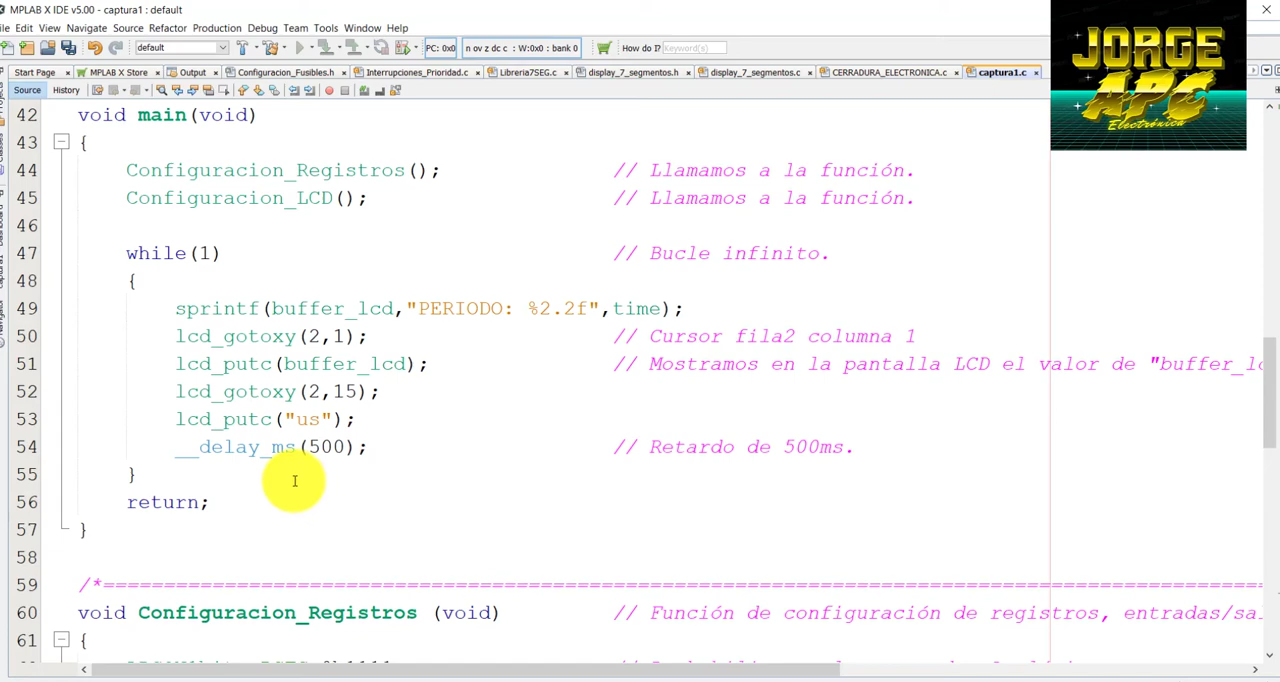 MPLAB X IDE v5.00 - captura1 : default
File Edit View Navigate Source Refactor Production Debug Team Tools Window Help
default PC: 0x0 n ov z dc c : W:0x0 : bank 0 How do I? Keyword(s)
Start Page MPLAB X Store Output Configuracion_Fusibles.h Interrupciones_Prioridad.c Libreria7SEG.c display_7_segmentos.h display_7_segmentos.c CERRADURA_ELECTRONICA.c captura1.c
Source History
JORGE
APC
Electrónica
42 void main(void)
43 {
44 Configuracion_Registros(); // Llamamos a la función.
45 Configuracion_LCD(); // Llamamos a la función.
46
47 while(1) // Bucle infinito.
48 {
49 sprintf(buffer_lcd,"PERIODO: %2.2f",time);
50 lcd_gotoxy(2,1); // Cursor fila2 columna 1
51 lcd_putc(buffer_lcd); // Mostramos en la pantalla LCD el valor de "buffer_lc
52 lcd_gotoxy(2,15);
53 lcd_putc("us");
54 __delay_ms(500); // Retardo de 500ms.
55 }
56 return;
57 }
58
59 /*==================================================================================================
60 void Configuracion_Registros (void) // Función de configuración de registros, entradas/sal
61 {